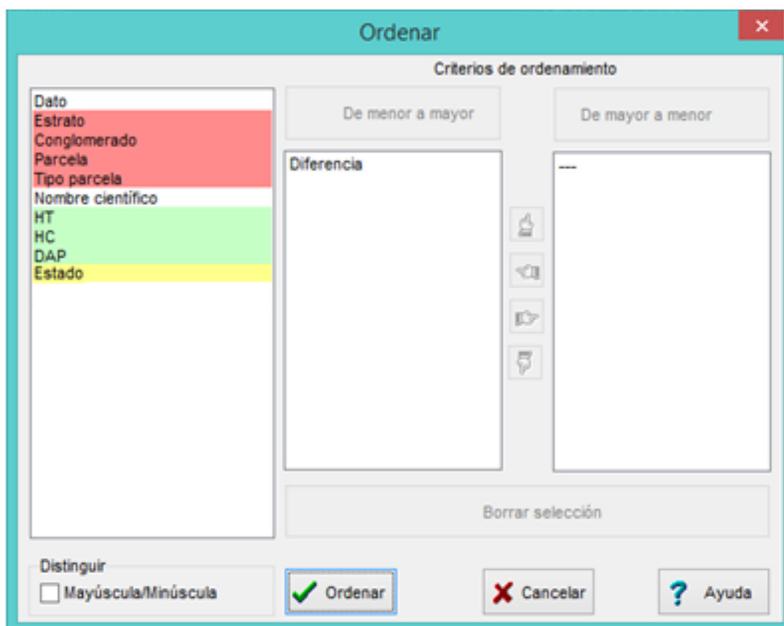 Ordenar
Criterios de ordenamiento
Dato
Estrato
Conglomerado
Parcela
Tipo parcela
Nombre científico
HT
HC
DAP
Estado
De menor a mayor
De mayor a menor
Diferencia
---
Borrar selección
Distinguir
Mayúscula/Minúscula
Ordenar
Cancelar
Ayuda